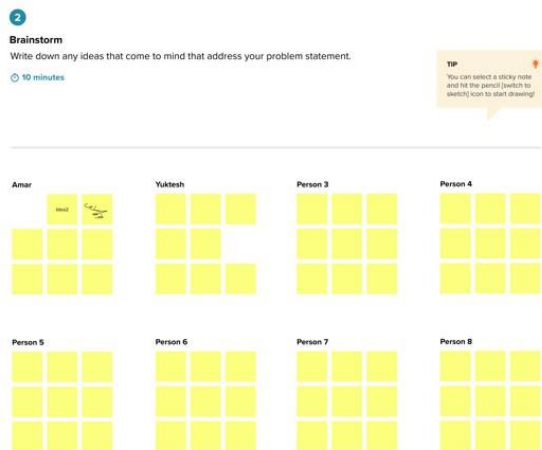 2
Brainstorm
Write down any ideas that come to mind that address your problem statement.
10 minutes
TIP
You can select a sticky note
and hit the pencil [switch to
sketch] icon to start drawing!
Amar
Yuktesh
Person 3
Person 4
Person 5
Person 6
Person 7
Person 8